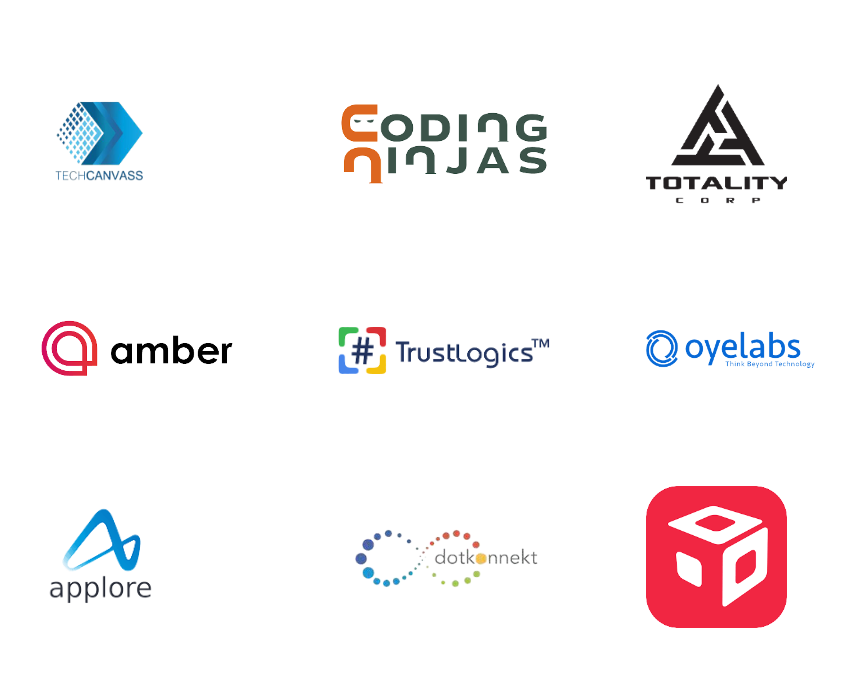 TECHCANVASS
CODING
NINJAS
TOTALITY
CORP
amber
# TrustLogics™
oyelabs
Think Beyond Technology
applore
dotkonnekt